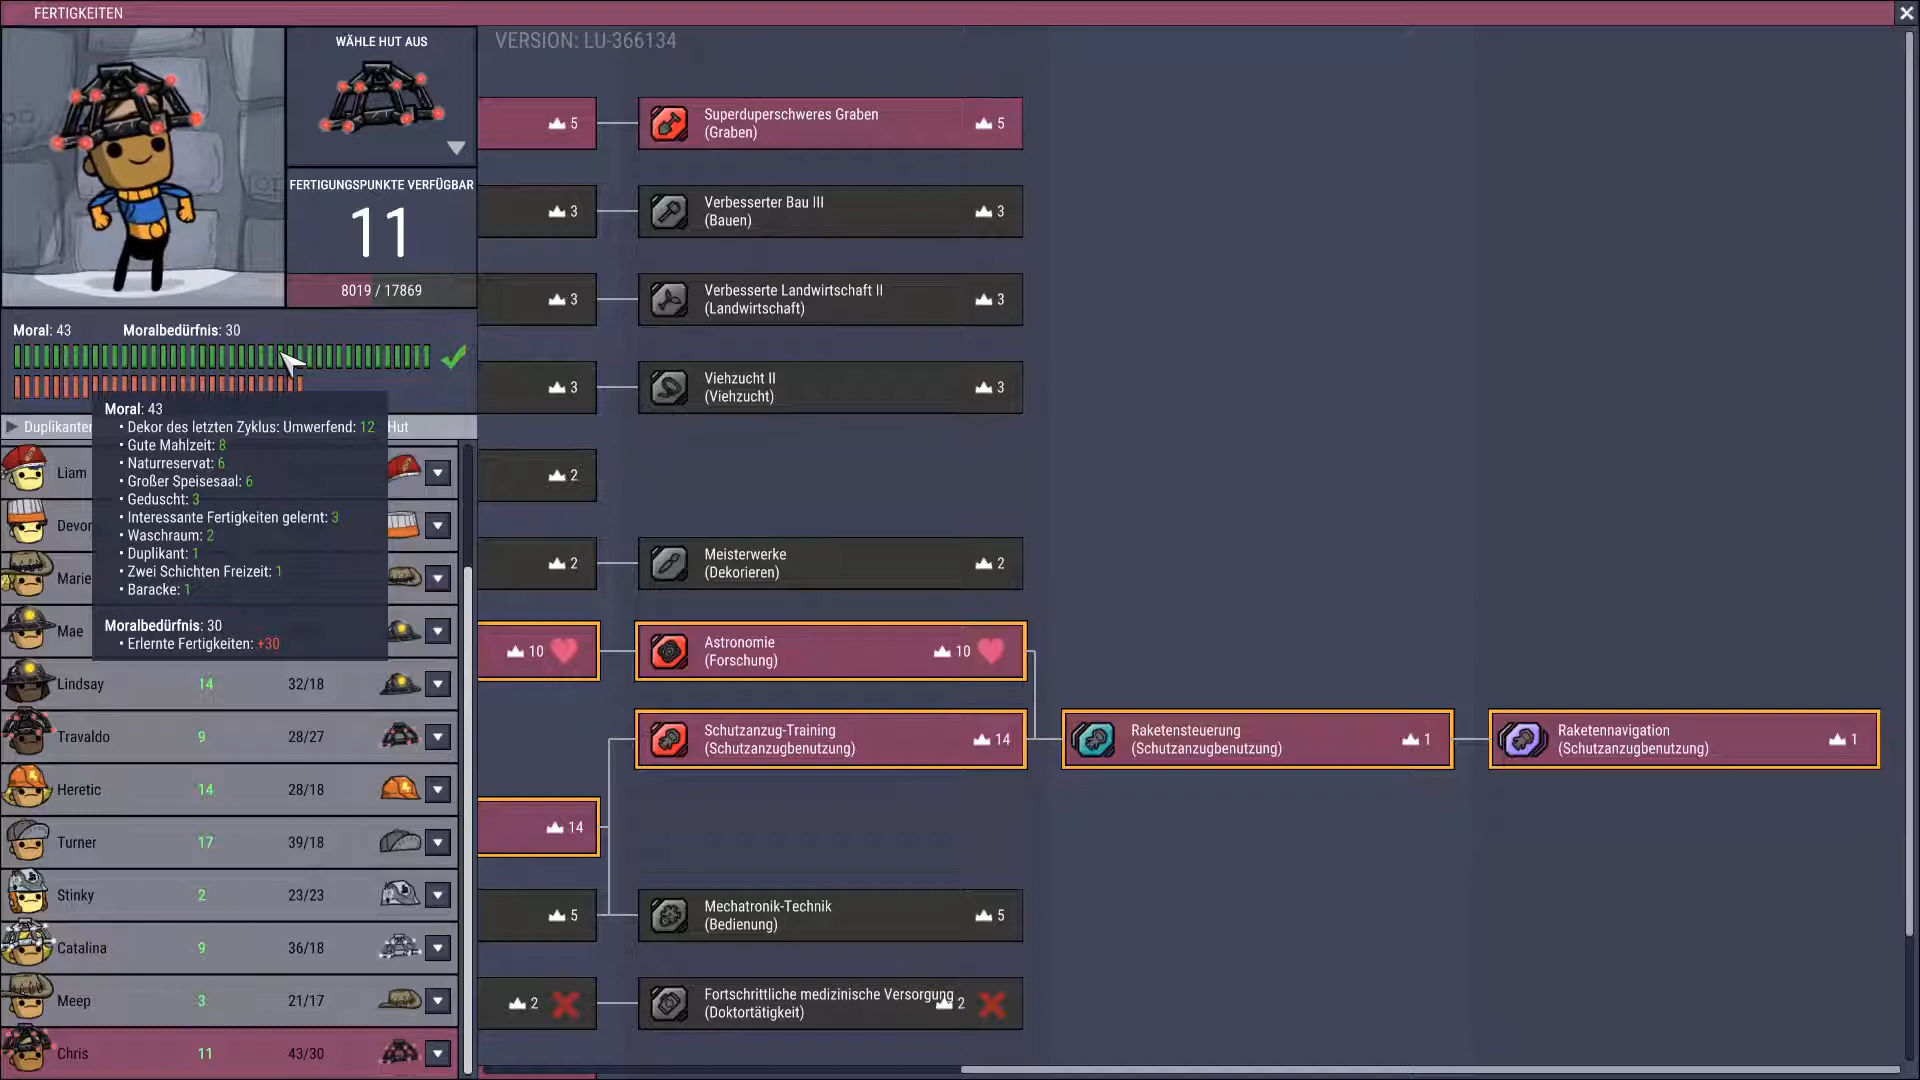 FERTIGKEITEN
WÄHLE HUT AUS
VERSION: LU-366134
FERTIGUNGSPUNKTE VERFÜGBAR
11
8019 / 17869
Moral: 43
Moralbedürfnis: 30
Moral: 43
• Dekor des letzten Zyklus: Umwerfend: 12
• Gute Mahlzeit: 8
• Naturreservat: 6
• Großer Speisesaal: 6
• Geduscht: 3
• Interessante Fertigkeiten gelernt: 3
• Waschraum: 2
• Duplikant: 1
• Zwei Schichten Freizeit: 1
• Baracke: 1
Moralbedürfnis: 30
• Erlernte Fertigkeiten: +30
Duplikanten
Hut
Liam
Devon
Marie
Mae
Lindsay 14 32/18
Travaldo 9 28/27
Heretic 14 28/18
Turner 17 39/18
Stinky 2 23/23
Catalina 9 36/18
Meep 3 21/17
Chris 11 43/30
5
Superduperschweres Graben
(Graben)
5
3
Verbesserter Bau III
(Bauen)
3
3
Verbesserte Landwirtschaft II
(Landwirtschaft)
3
3
Viehzucht II
(Viehzucht)
3
2
2
Meisterwerke
(Dekorieren)
2
10
Astronomie
(Forschung)
10
Schutzanzug-Training
(Schutzanzugbenutzung)
14
Raketensteuerung
(Schutzanzugbenutzung)
1
Raketennavigation
(Schutzanzugbenutzung)
1
14
5
Mechatronik-Technik
(Bedienung)
5
2
Fortschrittliche medizinische Versorgung
(Doktortätigkeit)
2